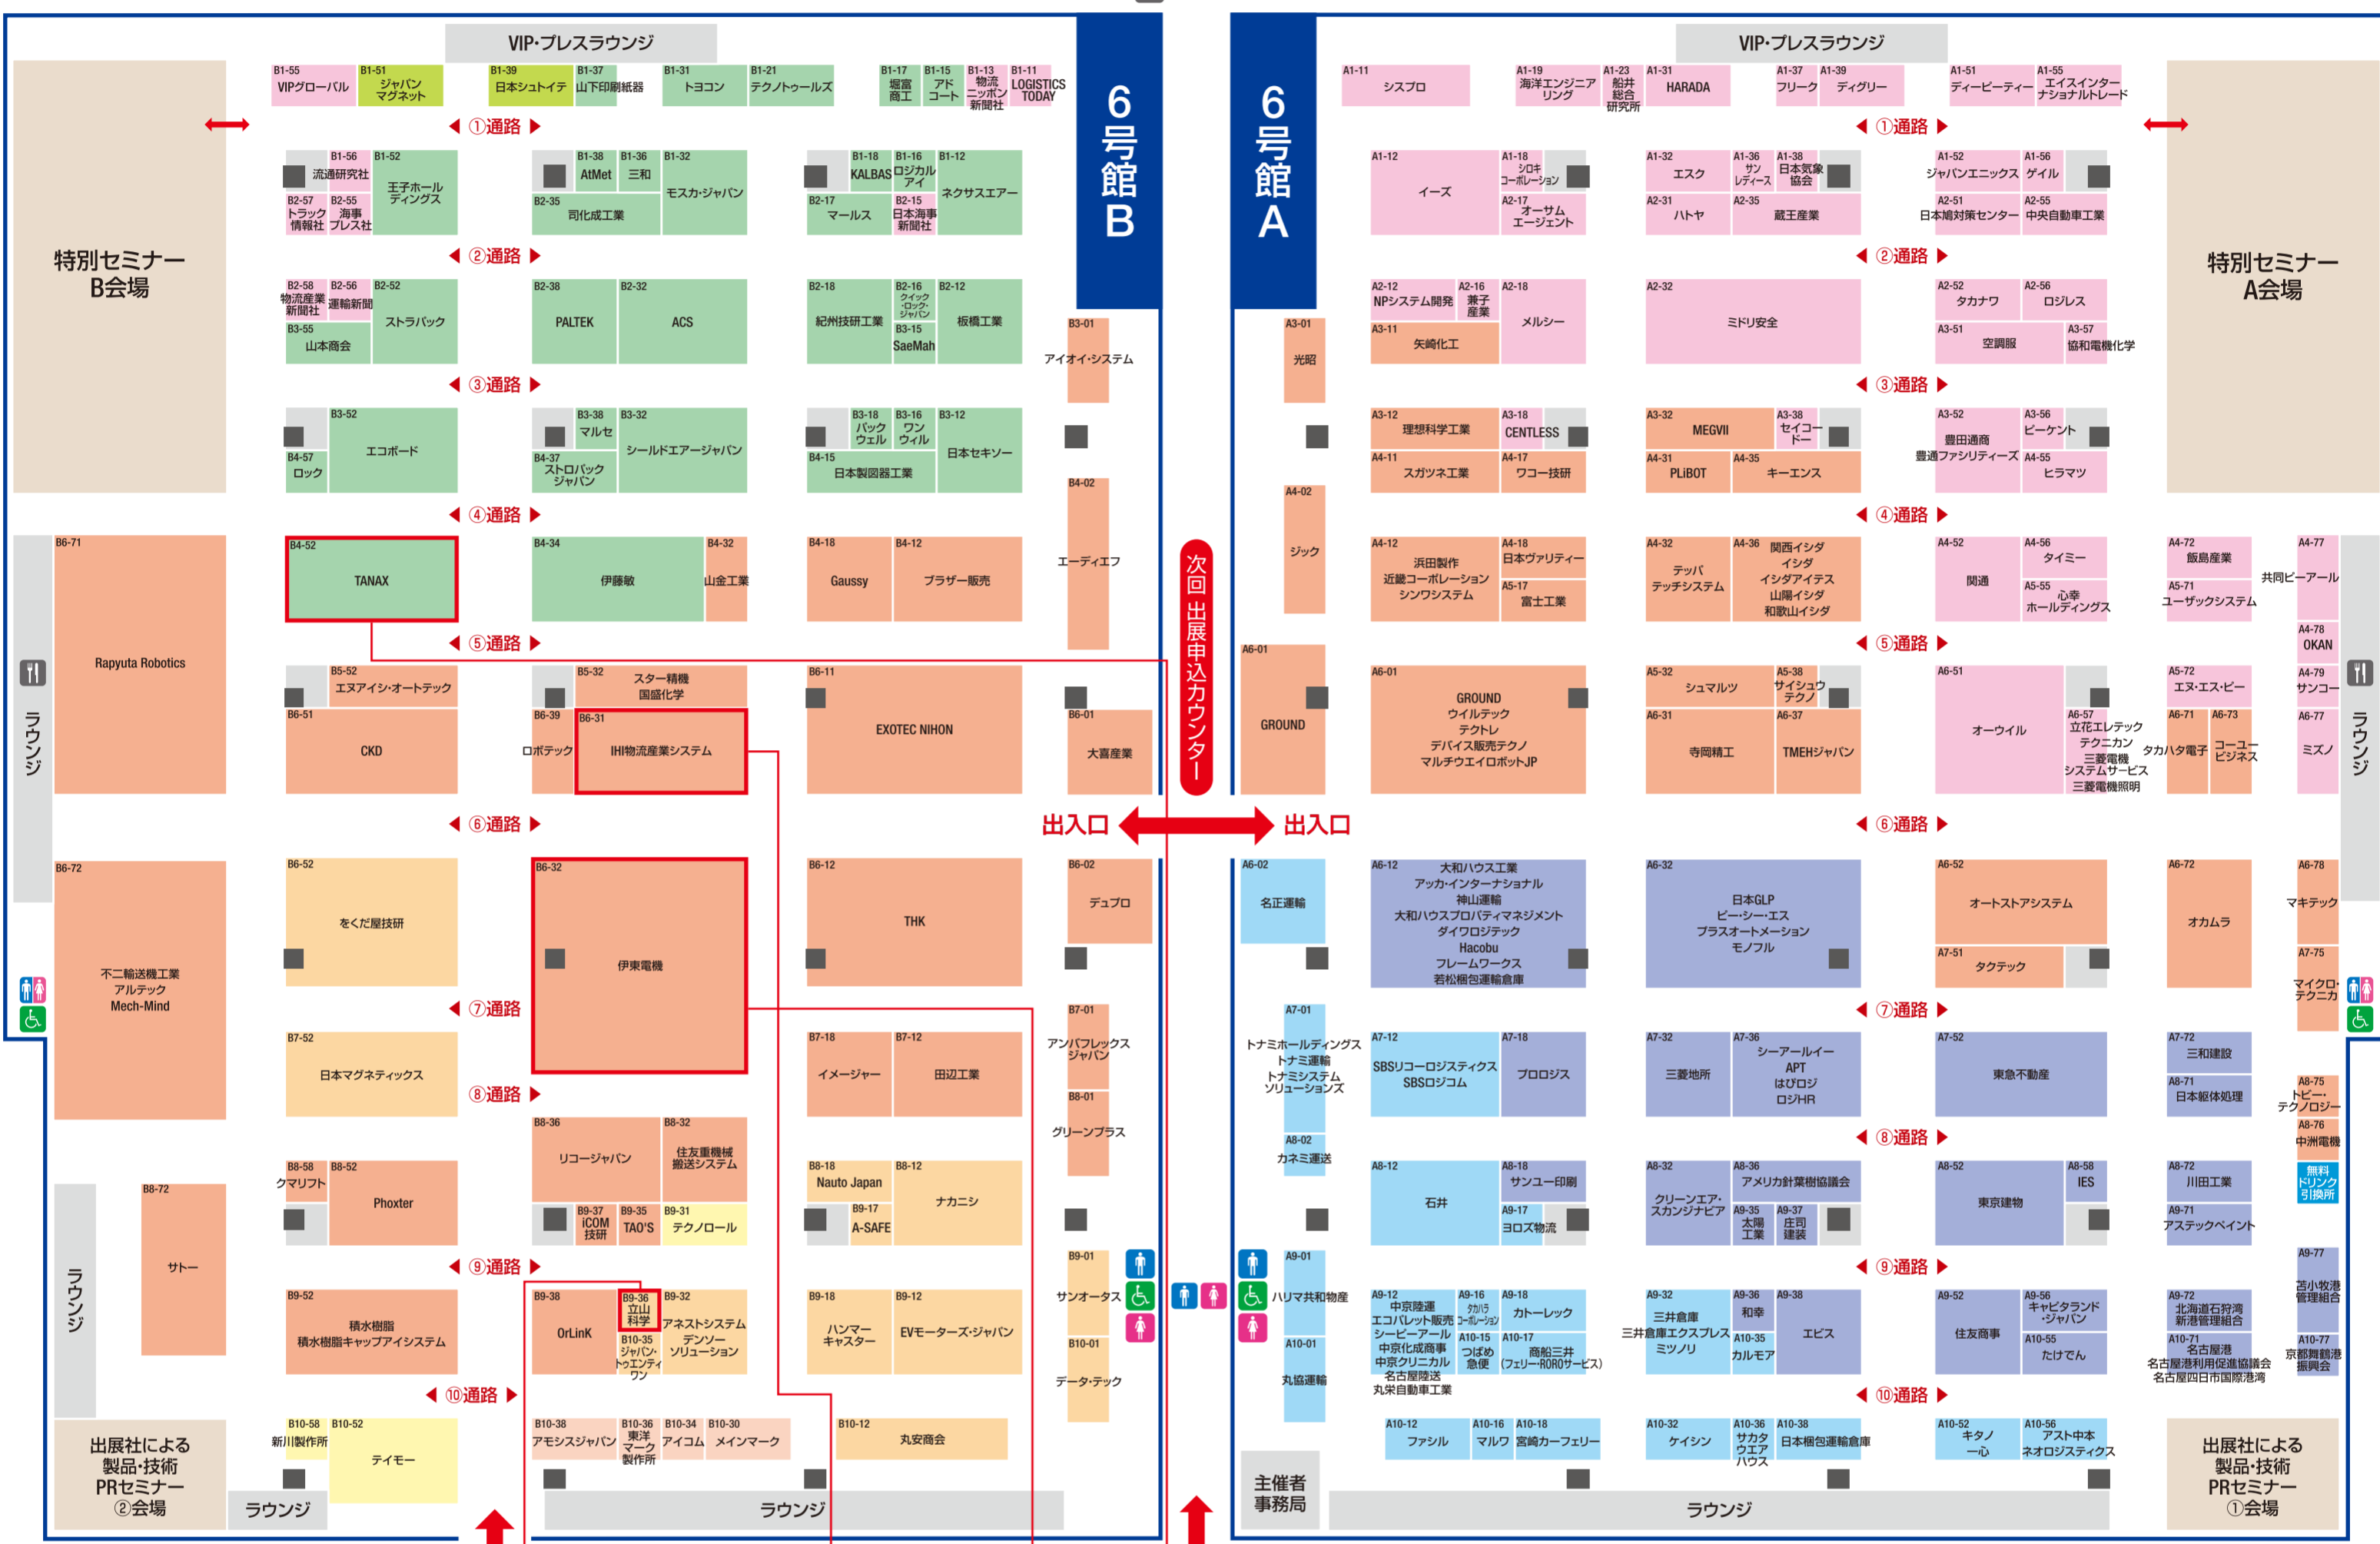 VIP・プレスラウンジ
6号館B
特別セミナー
B会場
B1-55
VIPグローバル
B1-51
ジャパン
マグネット
B1-39
日本シュトイテ
B1-37
山下印刷紙器
B1-31
トヨコン
B1-21
テクノトゥールズ
B1-17
堀富
商工
B1-15
アド
コート
B1-13
物流
ニッポン
新聞社
B1-11
LOGISTICS
TODAY
①通路
B1-56
流通研究社
B1-52
王子ホール
ディングス
B2-57
トラック
情報社
B2-55
海事
プレス社
B1-38
AtMet
B1-36
三和
B1-32
モスカ・ジャパン
B2-35
司化成工業
B1-18
KALBAS
B1-16
ロジカル
アイ
B1-12
ネクサスエアー
B2-17
マールス
B2-15
日本海事
新聞社
②通路
B2-58
物流産業
新聞社
B2-56
運輸新聞
B2-52
ストラパック
B3-55
山本商会
B2-38
PALTEK
B2-32
ACS
B2-18
紀州技研工業
B2-16
クイック
・ロック・
ジャパン
B2-12
板橋工業
B3-15
SaeMah
B3-01
アイオイ・システム
③通路
B3-52
エコボード
B4-57
ロック
B3-38
マルセ
B3-32
シールドエアージャパン
B4-37
ストロパック
ジャパン
B3-18
パック
ウェル
B3-16
ワン
ウィル
B3-12
日本セキソー
B4-15
日本製図器工業
B4-02
エーディエフ
④通路
B6-71
Rapyuta Robotics
B4-52
TANAX
B4-34
伊藤敏
B4-32
山金工業
B4-18
Gaussy
B4-12
ブラザー販売
⑤通路
ラウンジ
B5-52
エヌアイシ・オートテック
B6-51
CKD
B5-32
スター精機
国盛化学
B6-39
ロボテック
B6-31
IHI物流産業システム
B6-11
EXOTEC NIHON
B6-01
大喜産業
⑥通路
出入口
B6-72
不二輸送機工業
アルテック
Mech-Mind
B6-52
をくだ屋技研
B6-32
伊東電機
B6-12
THK
B6-02
デュプロ
⑦通路
B7-52
日本マグネティックス
B7-18
イメージャー
B7-12
田辺工業
B7-01
アンバフレックス
ジャパン
B8-01
グリーンプラス
⑧通路
B8-36
リコージャパン
B8-32
住友重機械
搬送システム
B8-58
クマリフト
B8-52
Phoxter
B9-37
iCOM
技研
B9-35
TAO'S
B9-31
テクノロール
B8-18
Nauto Japan
B8-12
ナカニシ
B9-17
A-SAFE
B8-72
サトー
ラウンジ
⑨通路
B9-52
積水樹脂
積水樹脂キャップアイシステム
B9-38
OrLinK
B9-36
立山
科学
B9-32
アネストシステム
デンソー
ソリューション
B10-35
ジャパン・
トゥエンティ
ワン
B9-18
ハンマー
キャスター
B9-12
EVモーターズ・ジャパン
B9-01
サンオータス
B10-01
データ・テック
⑩通路
出展社による
製品・技術
PRセミナー
②会場
B10-58
新川製作所
B10-52
テイモー
B10-38
アモシスジャパン
B10-36
東洋
マーク
製作所
B10-34
アイコム
B10-30
メインマーク
B10-12
丸安商会
ラウンジ
ラウンジ
次回 出展申込カウンター
VIP・プレスラウンジ
6号館A
特別セミナー
A会場
A1-11
シスプロ
A1-19
海洋エンジニア
リング
A1-23
船井
総合
研究所
A1-31
HARADA
A1-37
フリーク
A1-39
ディグリー
A1-51
ディーピーティー
A1-55
エイスインター
ナショナルトレード
①通路
A1-12
イーズ
A1-18
シロキ
コーポレーション
A2-17
オーサム
エージェント
A1-32
エスク
A1-36
サン
レディース
A1-38
日本気象
協会
A2-31
ハトヤ
A2-35
蔵王産業
A1-52
ジャパンエニックス
A1-56
ゲイル
A2-51
日本鳩対策センター
A2-55
中央自動車工業
②通路
A2-12
NPシステム開発
A2-16
兼子
産業
A2-18
メルシー
A3-11
矢崎化工
A2-32
ミドリ安全
A2-52
タカナワ
A2-56
ロジレス
A3-51
空調服
A3-57
協和電機化学
A3-01
光昭
③通路
A3-12
理想科学工業
A3-18
CENTLESS
A4-11
スガツネ工業
A4-17
ワコー技研
A3-32
MEGVII
A3-38
セイコー
ドー
A4-31
PLiBOT
A4-35
キーエンス
A3-52
豊田通商
豊通ファシリティーズ
A3-56
ビーケント
A4-55
ヒラマツ
④通路
A4-02
ジック
A4-12
浜田製作
近畿コーポレーション
シンワシステム
A4-18
日本ヴァリティー
A5-17
富士工業
A4-32
テッパ
テッチシステム
A4-36
関西イシダ
イシダ
イシダアイテス
山陽イシダ
和歌山イシダ
A4-52
関通
A4-56
タイミー
A5-55
心幸
ホールディングス
A4-72
飯島産業
A5-71
ユーザックシステム
A4-77
共同ピーアール
A4-78
OKAN
A4-79
サンコー
⑤通路
A6-01
GROUND
A6-01
GROUND
ウイルテック
テクトレ
デバイス販売テクノ
マルチウエイロボットJP
A5-32
シュマルツ
A5-38
サイシュウ
テクノ
A6-31
寺岡精工
A6-37
TMEHジャパン
A6-51
オーウイル
A6-57
立花エレテック
テクニカン
三菱電機
システムサービス
三菱電機照明
A5-72
エヌ・エス・ビー
A6-71
タカハタ電子
A6-73
コーユー
ビジネス
A6-77
ミズノ
ラウンジ
出入口
⑥通路
A6-02
名正運輸
A6-12
大和ハウス工業
アッカ・インターナショナル
神山運輸
大和ハウスプロパティマネジメント
ダイワロジテック
Hacobu
フレームワークス
若松梱包運輸倉庫
A6-32
日本GLP
ビー・シー・エス
プラスオートメーション
モノフル
A6-52
オートストアシステム
A7-51
タクテック
A6-72
オカムラ
A6-78
マキテック
A7-75
マイクロ・
テクニカ
⑦通路
A7-01
トナミホールディングス
トナミ運輸
トナミシステム
ソリューションズ
A7-12
SBSリコーロジスティクス
SBSロジコム
A7-18
プロロジス
A7-32
三菱地所
A7-36
シーアールイー
APT
はぴロジ
ロジHR
A7-52
東急不動産
A7-72
三和建設
A8-71
日本躯体処理
A8-75
トピー・
テクノロジー
A8-76
中洲電機
無料
ドリンク
引換所
⑧通路
A8-02
カネミ運送
A8-12
石井
A8-18
サンユー印刷
A9-17
ヨロズ物流
A8-32
クリーンエア・
スカンジナビア
A8-36
アメリカ針葉樹協議会
A9-35
太陽
工業
A9-37
庄司
建装
A8-52
東京建物
A8-58
IES
A8-72
川田工業
A9-71
アステックペイント
⑨通路
A9-01
ハリマ共和物産
A10-01
丸協運輸
A9-12
中京陸運
エコパレット販売
シーピーアール
中京化成商事
中京クリニカル
名古屋陸送
丸栄自動車工業
A9-16
タカハラ
コーポレーション
A9-18
カトーレック
A10-15
つばめ
急便
A10-17
商船三井
(フェリー・ROROサービス)
A9-32
三井倉庫
三井倉庫エクスプレス
ミツノリ
A9-36
和幸
A9-38
エビス
A10-35
カルモア
A9-52
住友商事
A9-56
キャピタランド
・ジャパン
A10-55
たけでん
A9-72
北海道石狩湾
新港管理組合
A10-71
名古屋港
名古屋港利用促進協議会
名古屋四日市国際港湾
A9-77
苫小牧港
管理組合
A10-77
京都舞鶴港
振興会
⑩通路
主催者
事務局
A10-12
ファシル
A10-16
マルワ
A10-18
宮崎カーフェリー
A10-32
ケイシン
A10-36
サカタ
ウエア
ハウス
A10-38
日本梱包運輸倉庫
A10-52
キタノ
一心
A10-56
アスト中本
ネオロジスティクス
ラウンジ
出展社による
製品・技術
PRセミナー
①会場